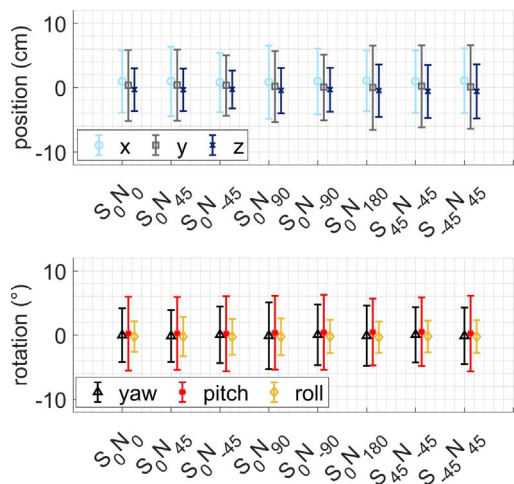 position (cm)
10
0
-10
x y z
S₀N₀ S₀N₄₅ S₀N₋₄₅ S₀N₉₀ S₀N₋₉₀ S₀N₁₈₀ S₄₅N₋₄₅ S₋₄₅N₄₅
rotation (°)
10
0
-10
yaw pitch roll
S₀N₀ S₀N₄₅ S₀N₋₄₅ S₀N₉₀ S₀N₋₉₀ S₀N₁₈₀ S₄₅N₋₄₅ S₋₄₅N₄₅